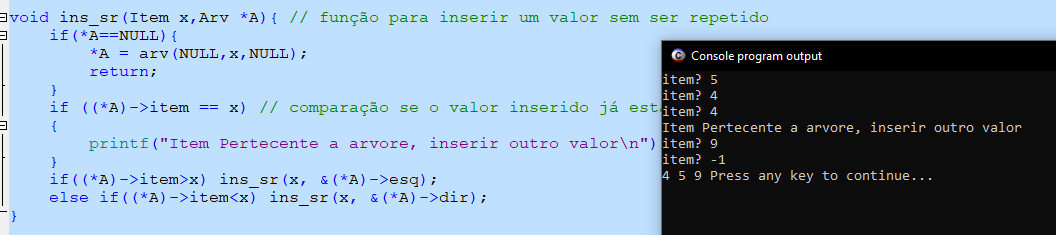 void ins_sr(Item x,Arv *A){ // função para inserir um valor sem ser repetido
if(*A==NULL){
*A = arv(NULL,x,NULL);
return;
}
if ((*A)->item == x) // comparação se o valor inserido já
{
printf("Item Pertecente a arvore, inserir outro valor\n")
}
if((*A)->item>x) ins_sr(x, &(*A)->esq);
else if((*A)->item<x) ins_sr(x, &(*A)->dir);
}
Console program output
item? 5
item? 4
item? 4
Item Pertecente a arvore, inserir outro valor
item? 9
item? -1
4 5 9 Press any key to continue...